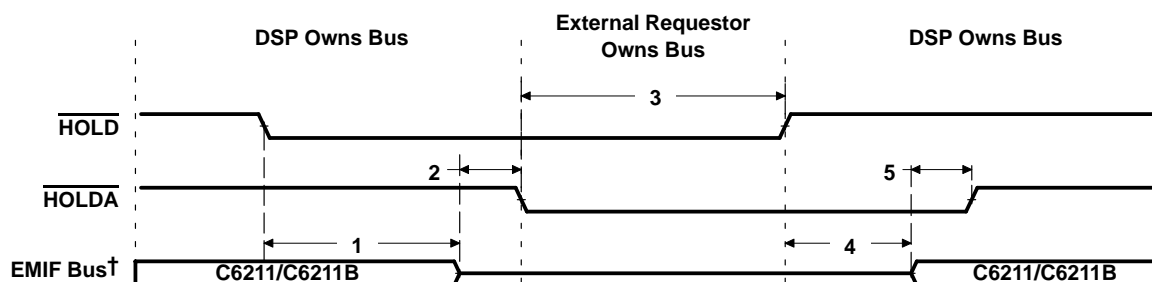 DSP Owns Bus
External Requestor
Owns Bus
DSP Owns Bus
3
HOLD
2
5
HOLDA
1
4
EMIF Bus†
C6211/C6211B
C6211/C6211B